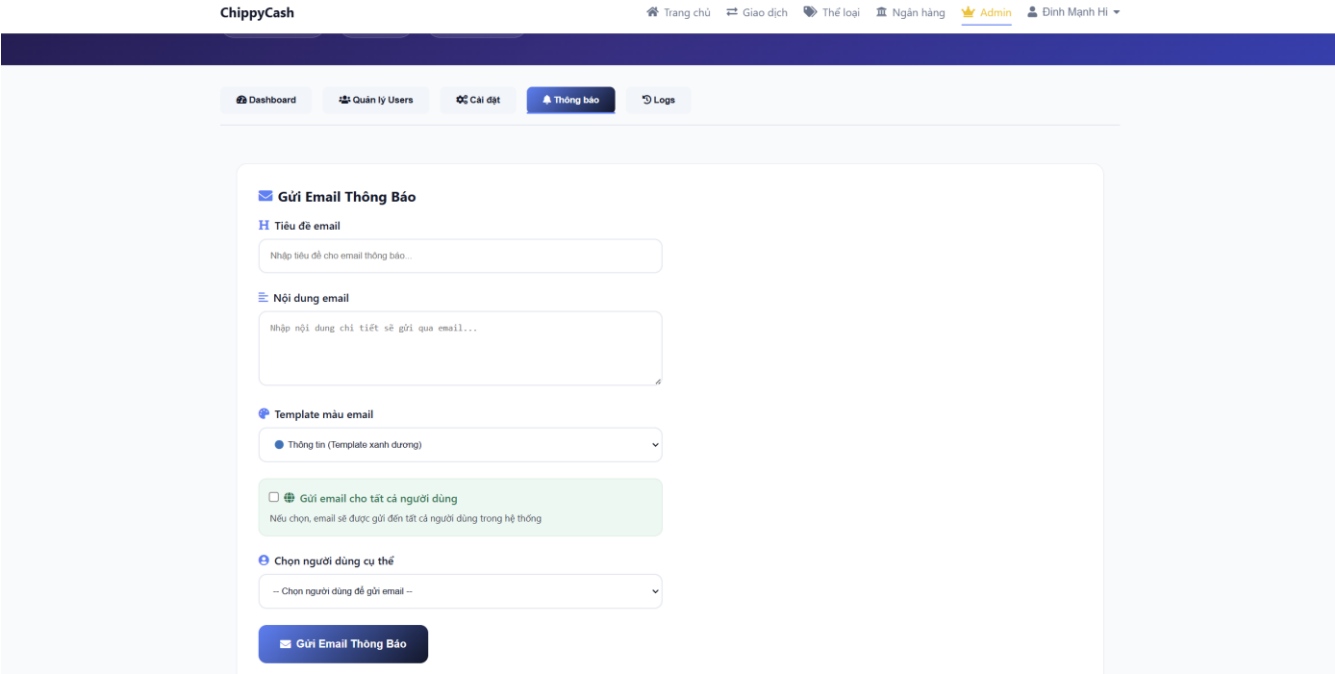 ChippyCash
Trang chủ Giao dịch Thể loại Ngân hàng Admin Đinh Mạnh Hi
Dashboard Quản lý Users Cài đặt Thông báo Logs
Gửi Email Thông Báo
Tiêu đề email
Nhập tiêu đề cho email thông báo...
Nội dung email
Nhập nội dung chi tiết sẽ gửi qua email...
Template màu email
Thông tin (Template xanh dương)
Gửi email cho tất cả người dùng
Nếu chọn, email sẽ được gửi đến tất cả người dùng trong hệ thống
Chọn người dùng cụ thể
-- Chọn người dùng để gửi email --
Gửi Email Thông Báo